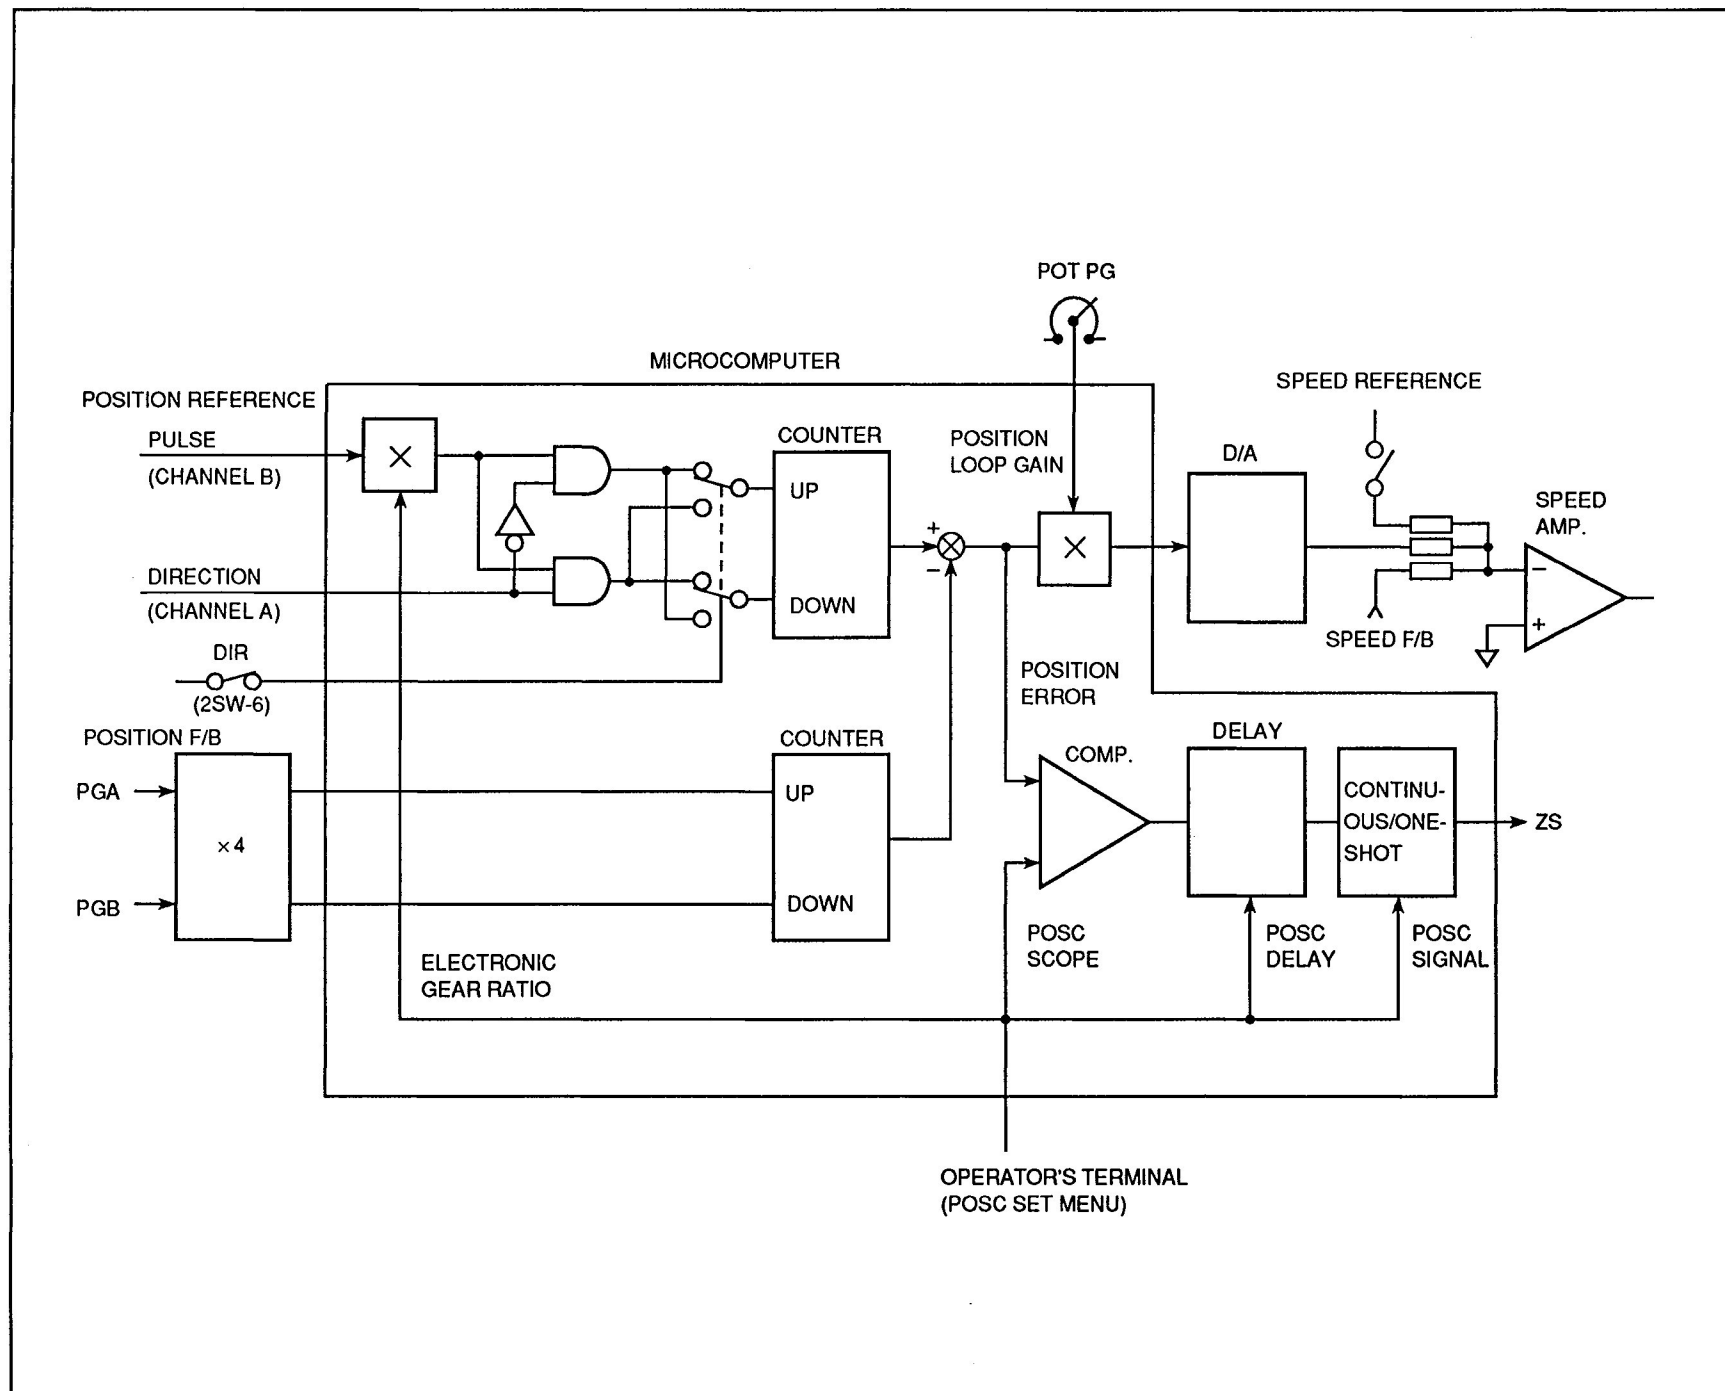 POT PG
MICROCOMPUTER
SPEED REFERENCE
POSITION REFERENCE
PULSE
(CHANNEL B)
×
COUNTER
UP
DOWN
POSITION
LOOP GAIN
+
−
×
D/A
SPEED
AMP.
−
+
SPEED F/B
DIRECTION
(CHANNEL A)
DIR
(2SW-6)
POSITION
ERROR
POSITION F/B
PGA
PGB
×4
COUNTER
UP
DOWN
COMP.
DELAY
CONTINU-
OUS/ONE-
SHOT
ZS
POSC
SCOPE
POSC
DELAY
POSC
SIGNAL
ELECTRONIC
GEAR RATIO
OPERATOR'S TERMINAL
(POSC SET MENU)